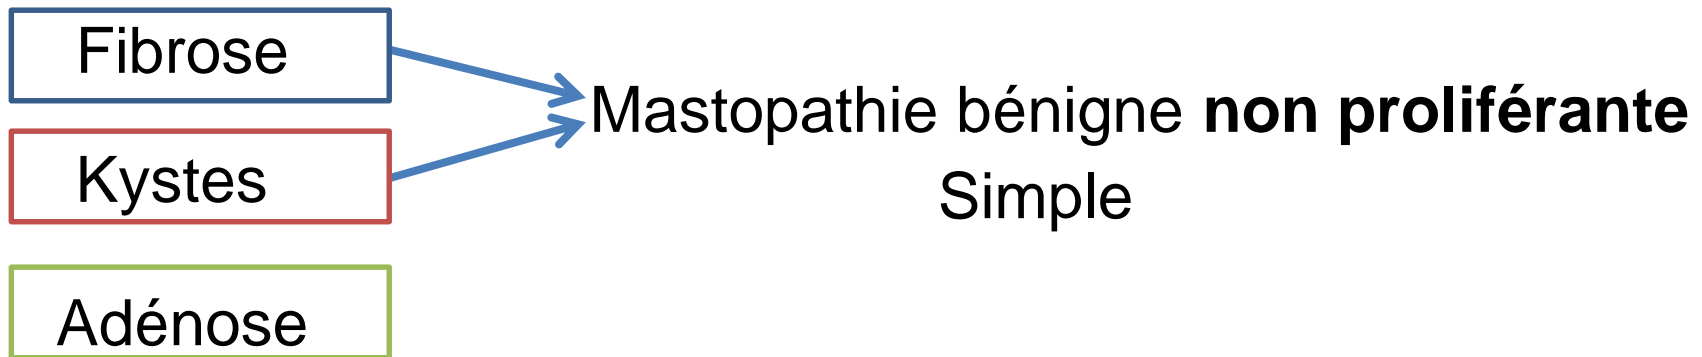 Fibrose
Mastopathie bénigne non proliférante
Kystes
Simple
Adénose